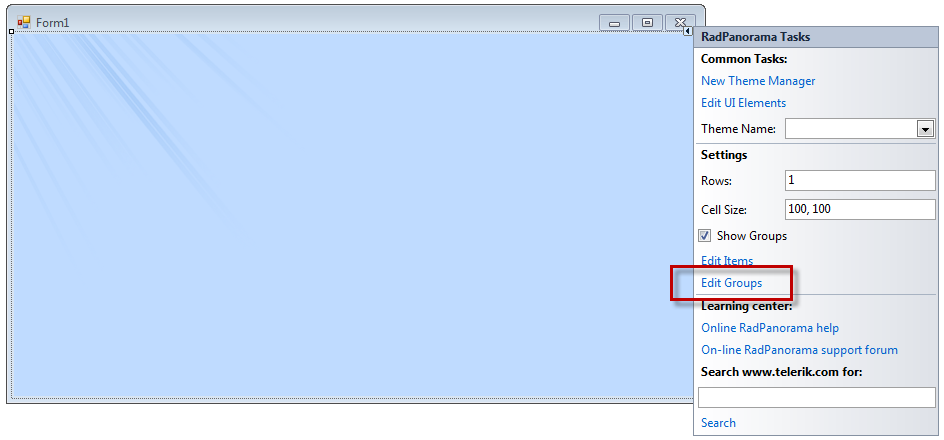 Form1
RadPanorama Tasks
Common Tasks:
New Theme Manager
Edit UI Elements
Theme Name:
Settings
Rows: 1
Cell Size: 100, 100
Show Groups
Edit Items
Edit Groups
Learning center:
Online RadPanorama help
On-line RadPanorama support forum
Search www.telerik.com for:
Search